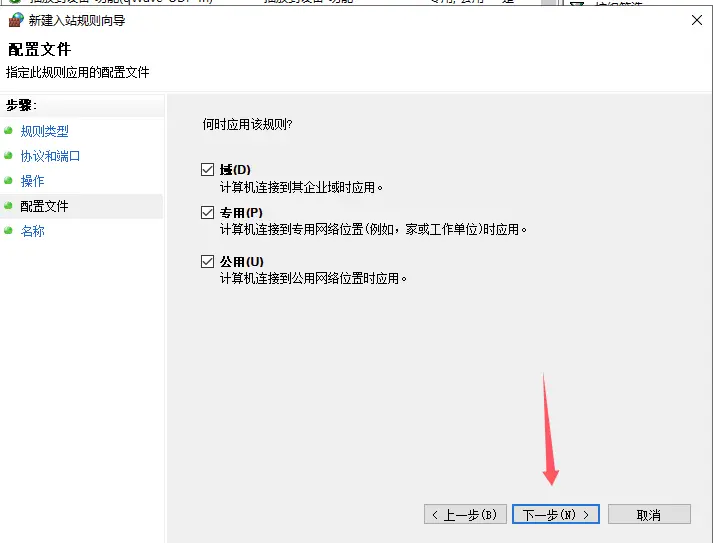 新建入站规则向导
配置文件
指定此规则应用的配置文件
步骤:
规则类型
协议和端口
操作
配置文件
名称
何时应用该规则?
域(D)
计算机连接到其企业域时应用。
专用(P)
计算机连接到专用网络位置(例如，家或工作单位)时应用。
公用(U)
计算机连接到公用网络位置时应用。
< 上一步(B)
下一步(N) >
取消